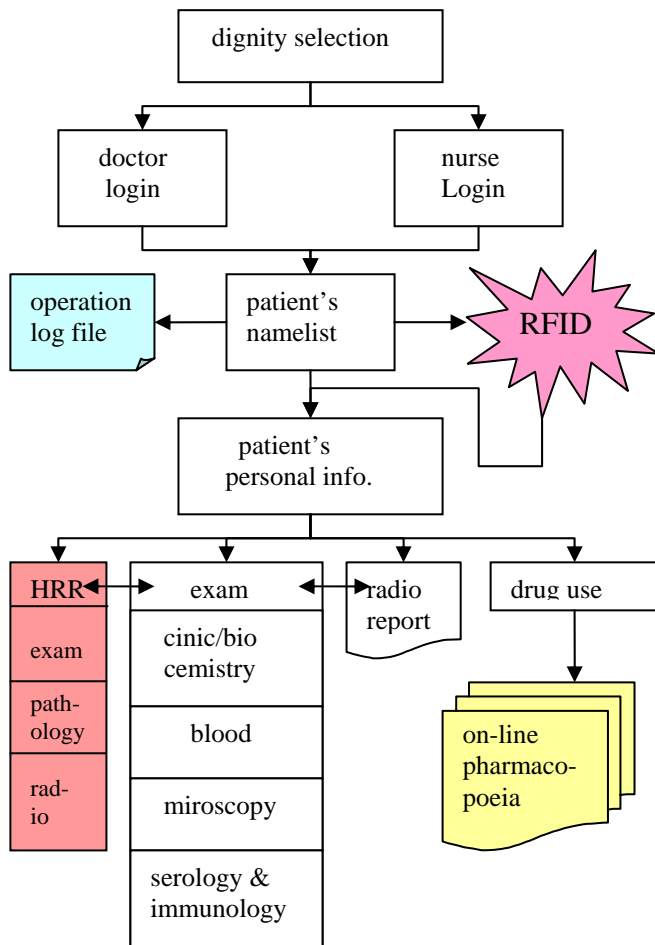 dignity selection
doctor
login
nurse
Login
operation
log file
patient's
namelist
RFID
patient's
personal info.
HRR
exam
path-
ology
rad-
io
exam
cinic/bio
cemistry
blood
miroscopy
serology &
immunology
radio
report
drug use
on-line
pharmaco-
poeia